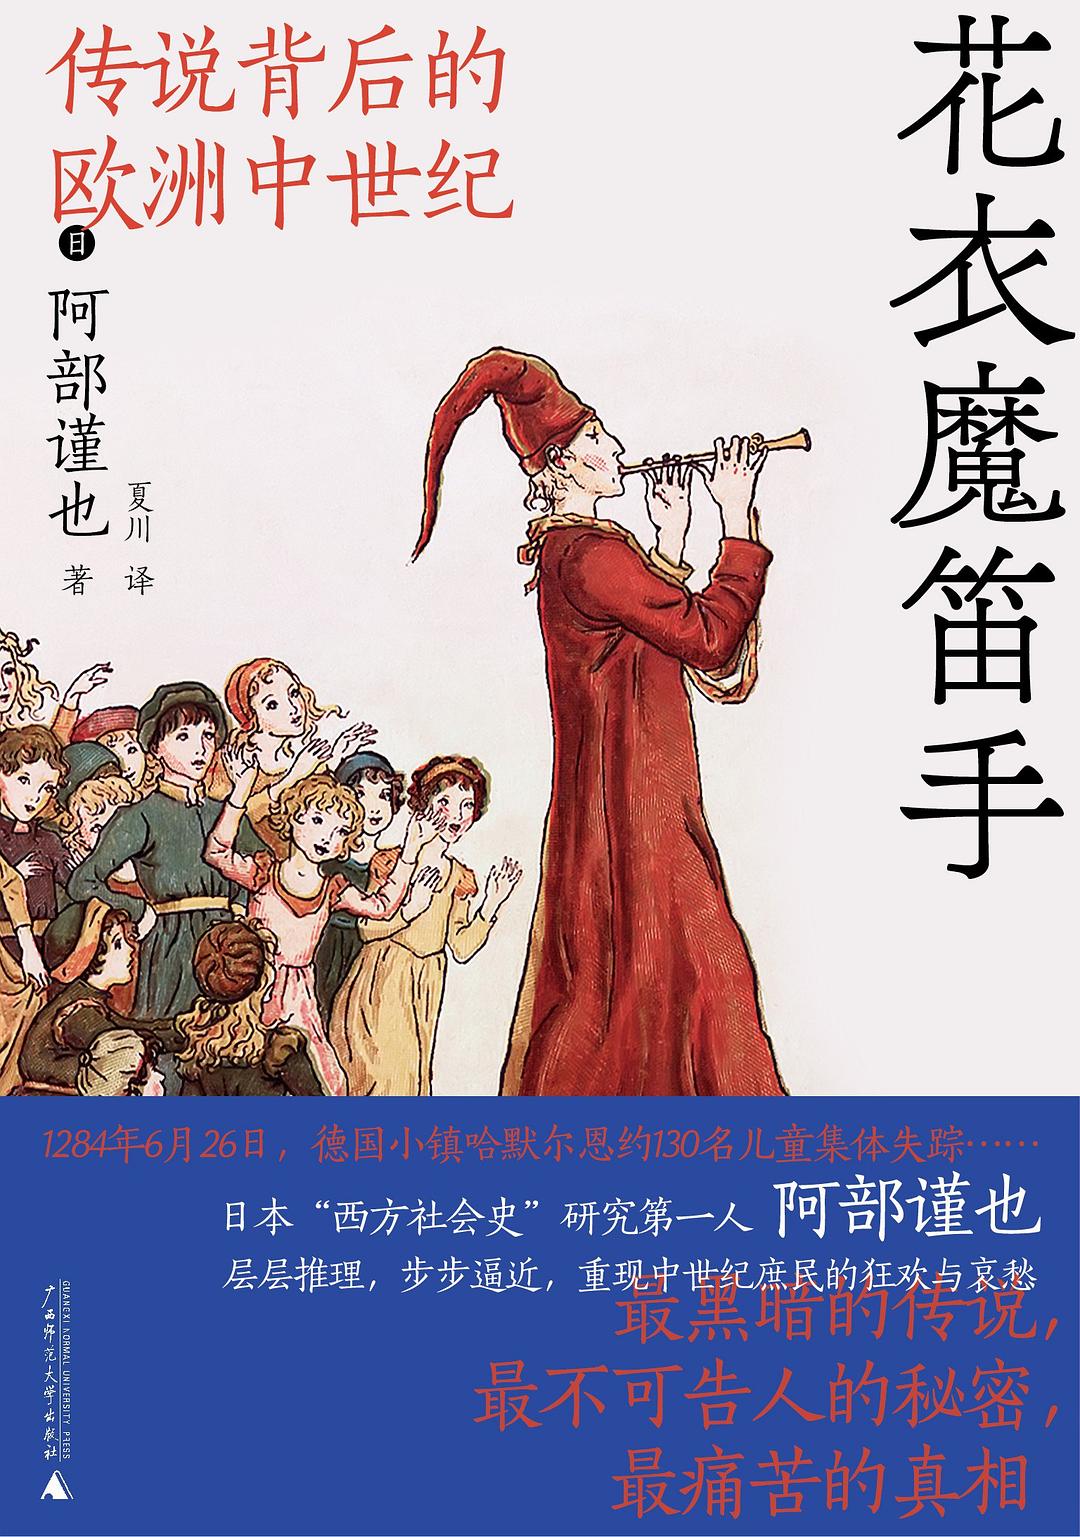 花衣魔笛手
传说背后的
欧洲中世纪
日
阿部谨也 著
夏川 译
1284年6月26日，德国小镇哈默尔恩约130名儿童集体失踪……
日本“西方社会史”研究第一人 阿部谨也
层层推理，步步逼近，重现中世纪庶民的狂欢与哀愁
最黑暗的传说，
最不可告人的秘密，
最痛苦的真相
广西师范大学出版社
GUANGXI NORMAL UNIVERSITY PRESS